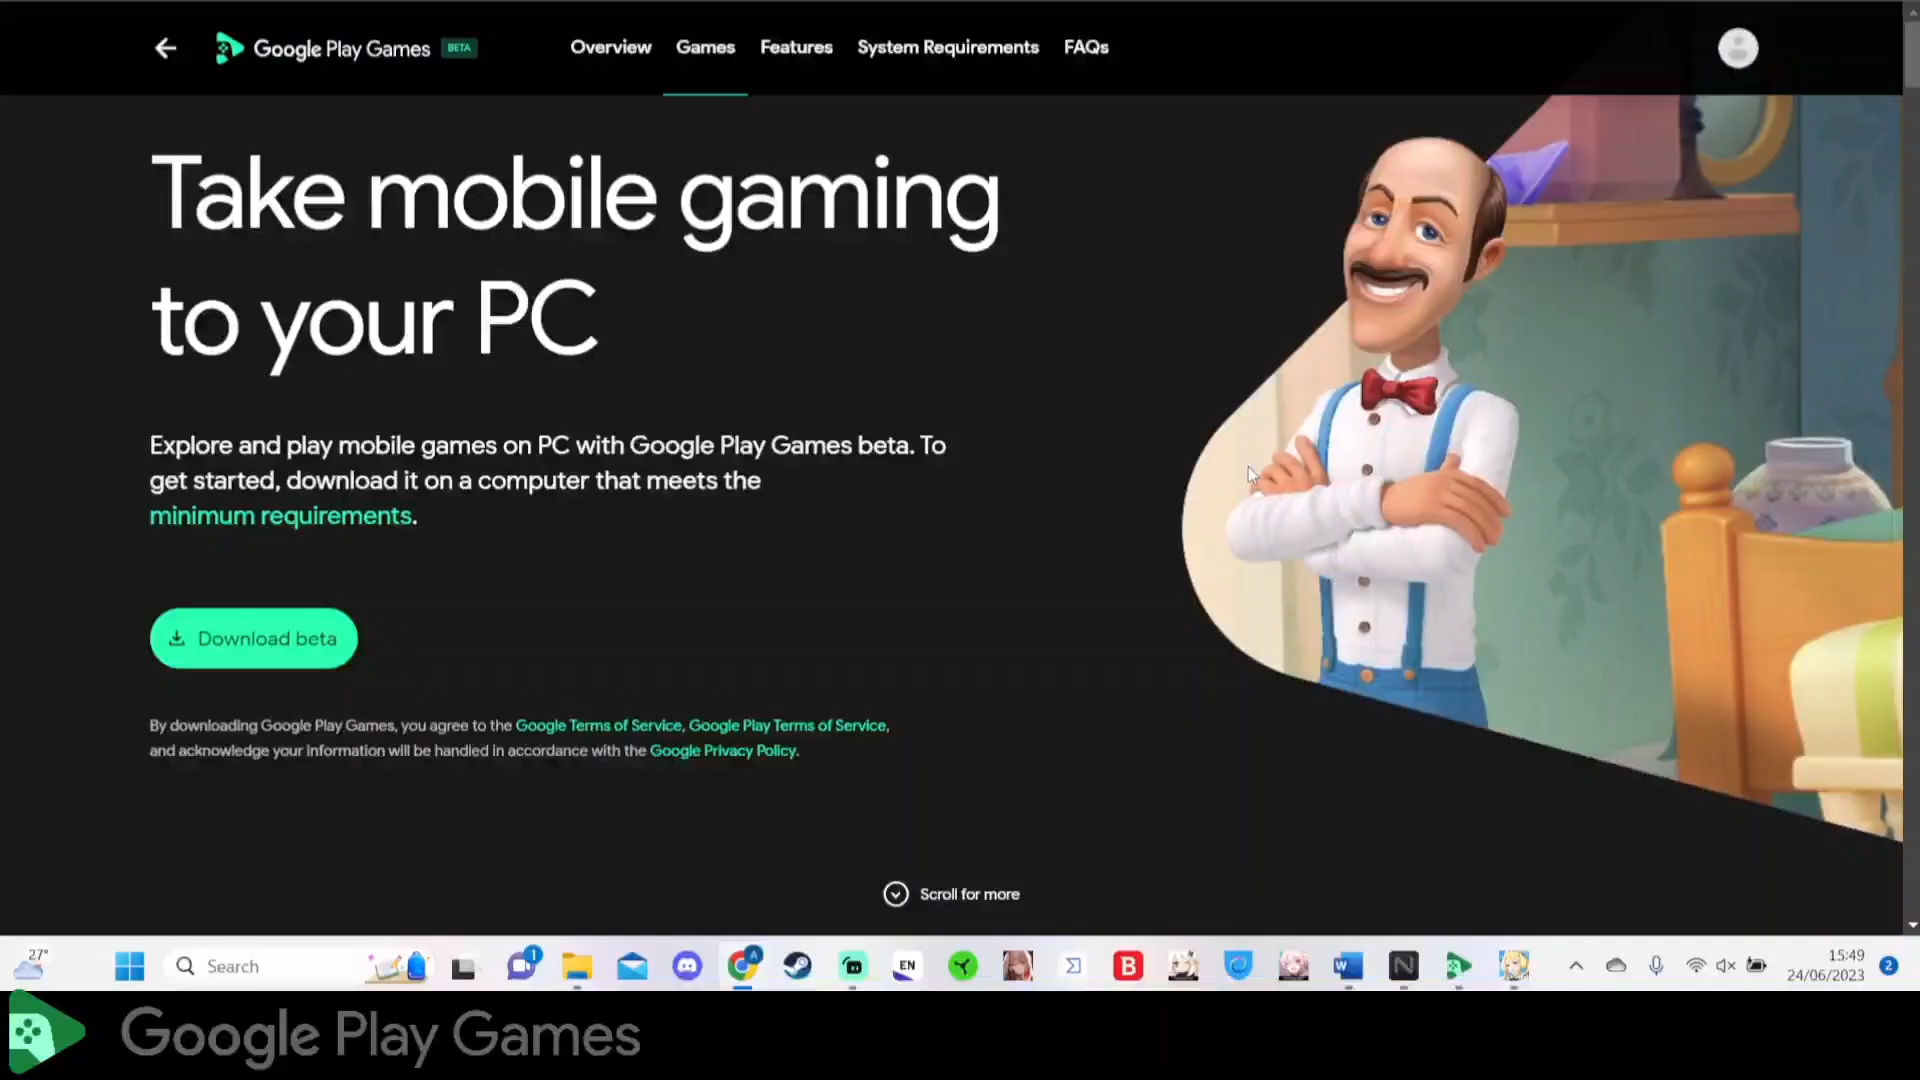 Google Play Games BETA
Overview Games Features System Requirements FAQs
Take mobile gaming
to your PC
Explore and play mobile games on PC with Google Play Games beta. To
get started, download it on a computer that meets the
minimum requirements.
Download beta
By downloading Google Play Games, you agree to the Google Terms of Service, Google Play Terms of Service,
and acknowledge your information will be handled in accordance with the Google Privacy Policy.
Scroll for more
27°
Search
1
A
EN
Σ
B
W
N
15:49
24/06/2023
2
Google Play Games